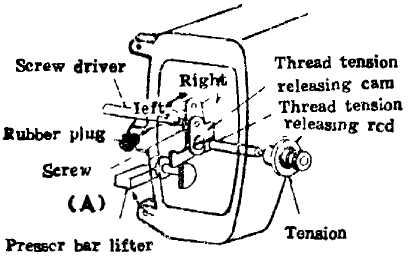 Thread tension
Screw driver
Right
releasing cam
left
Thread tension
Rubber plug
releasing rod
Screw
(A)
Tension
Presser bar lifter